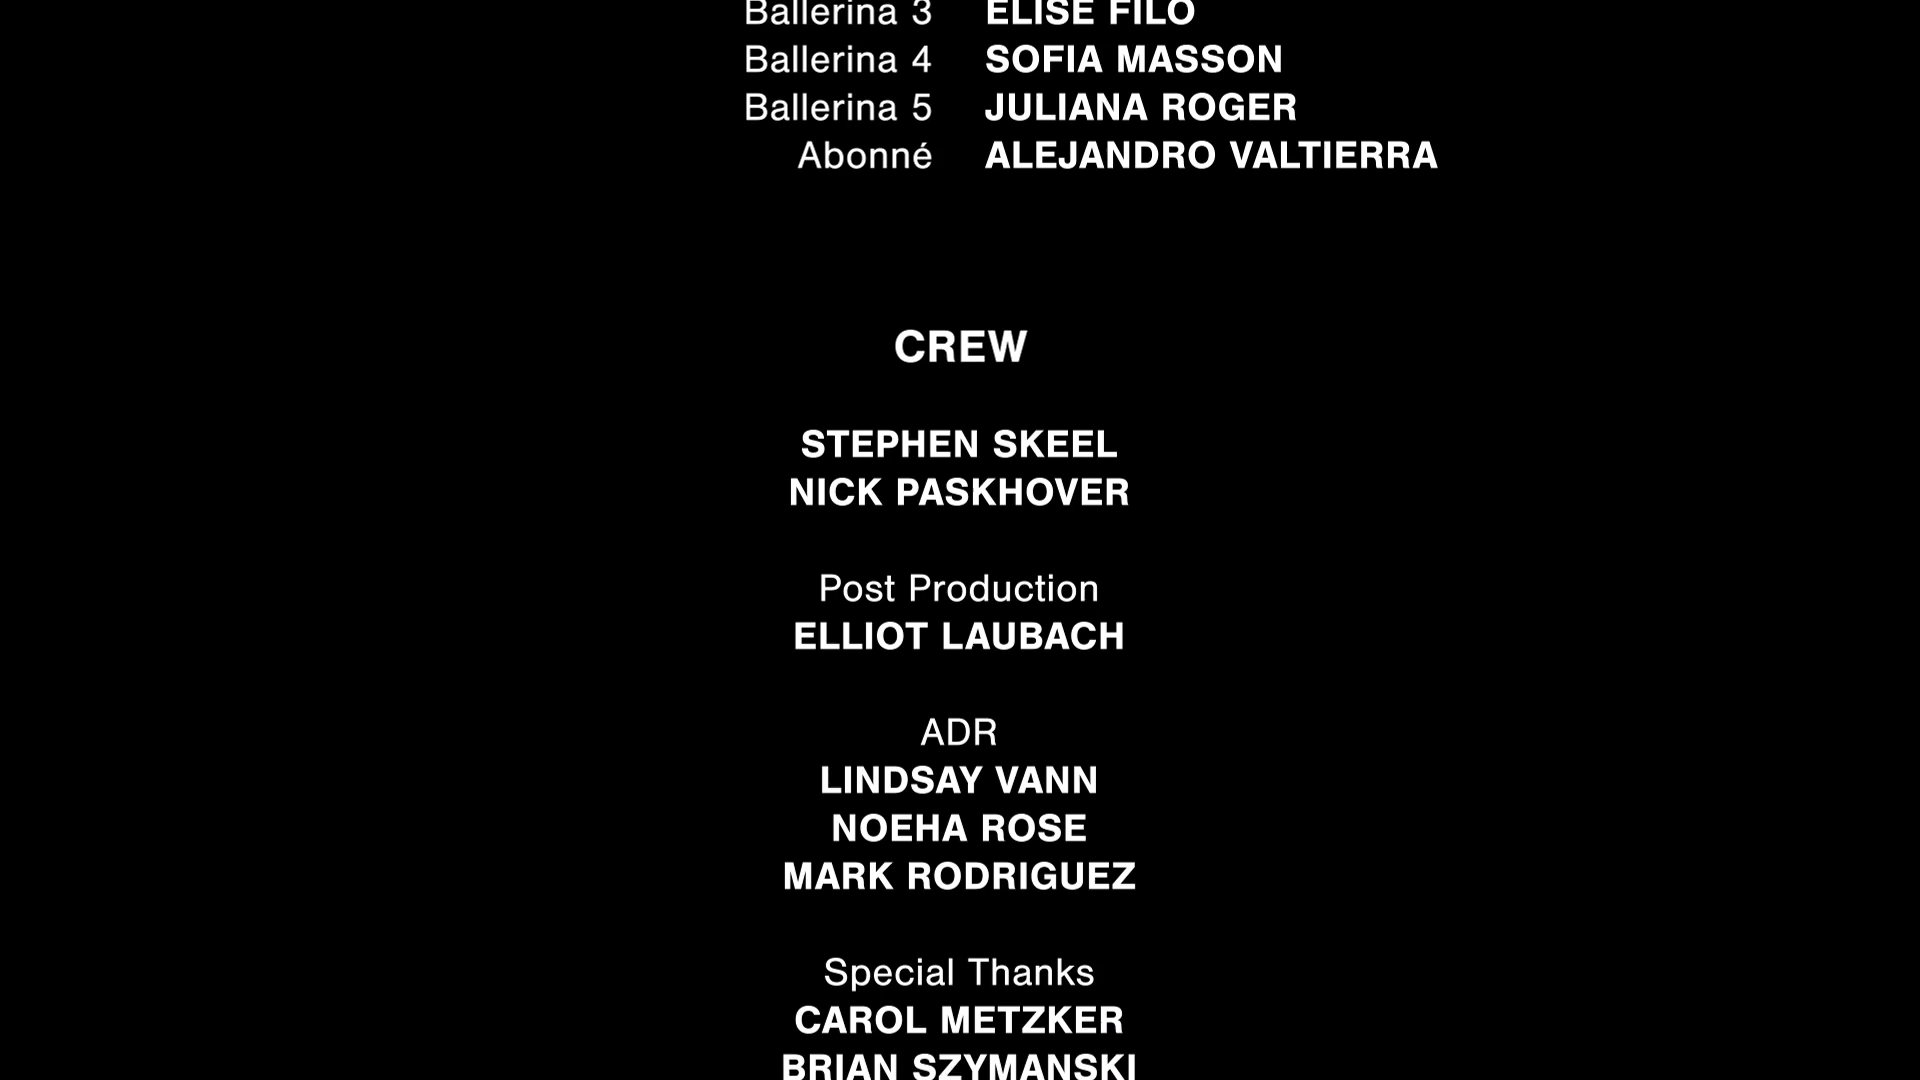 Ballerina 3 ELISE FILO
Ballerina 4 SOFIA MASSON
Ballerina 5 JULIANA ROGER
Abonné ALEJANDRO VALTIERRA
CREW
STEPHEN SKEEL
NICK PASKHOVER
Post Production
ELLIOT LAUBACH
ADR
LINDSAY VANN
NOEHA ROSE
MARK RODRIGUEZ
Special Thanks
CAROL METZKER
BRIAN SZYMANSKI